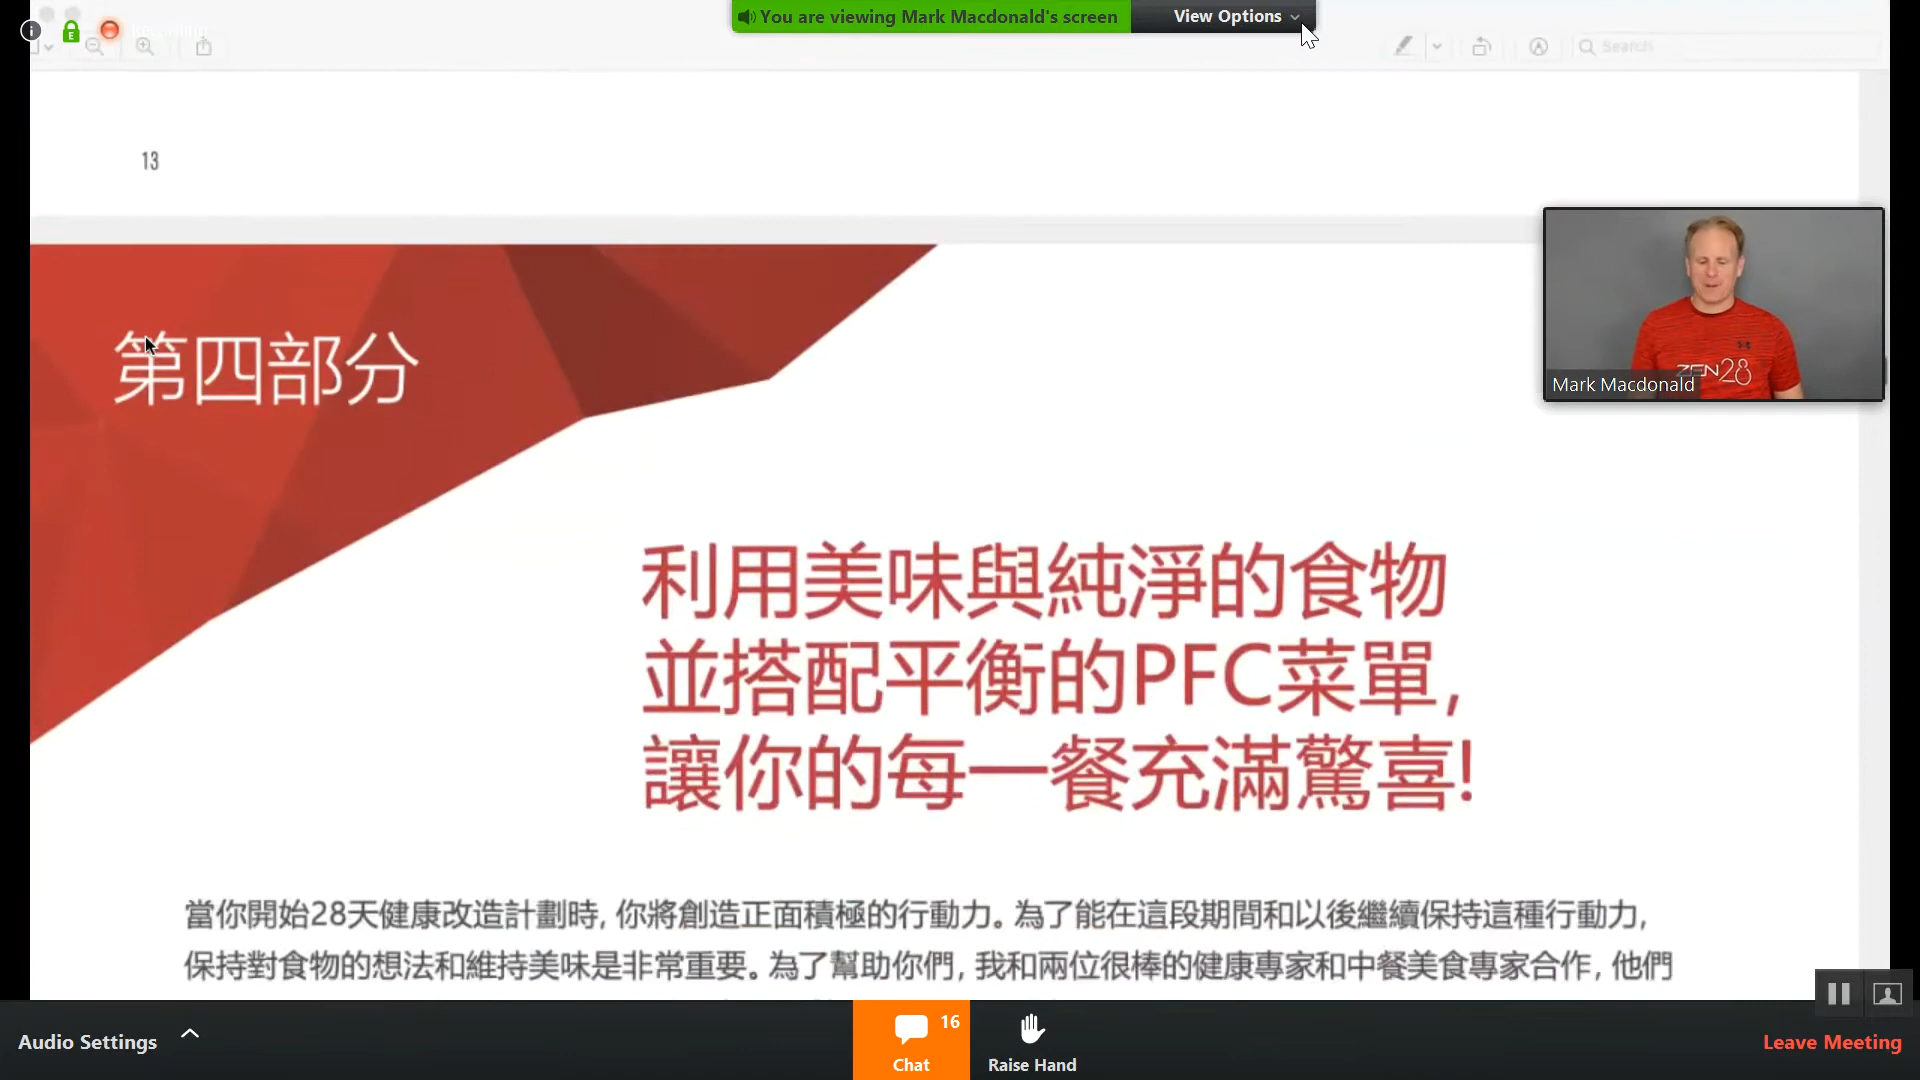 You are viewing Mark Macdonald's screen
View Options
Recording
Search
13
第四部分
Mark Macdonald
ZEN28
利用美味與純淨的食物
並搭配平衡的PFC菜單,
讓你的每一餐充滿驚喜!
當你開始28天健康改造計劃時, 你將創造正面積極的行動力。為了能在這段期間和以後繼續保持這種行動力,
保持對食物的想法和維持美味是非常重要。為了幫助你們, 我和兩位很棒的健康專家和中餐美食專家合作, 他們
Audio Settings
16
Chat
Raise Hand
Leave Meeting